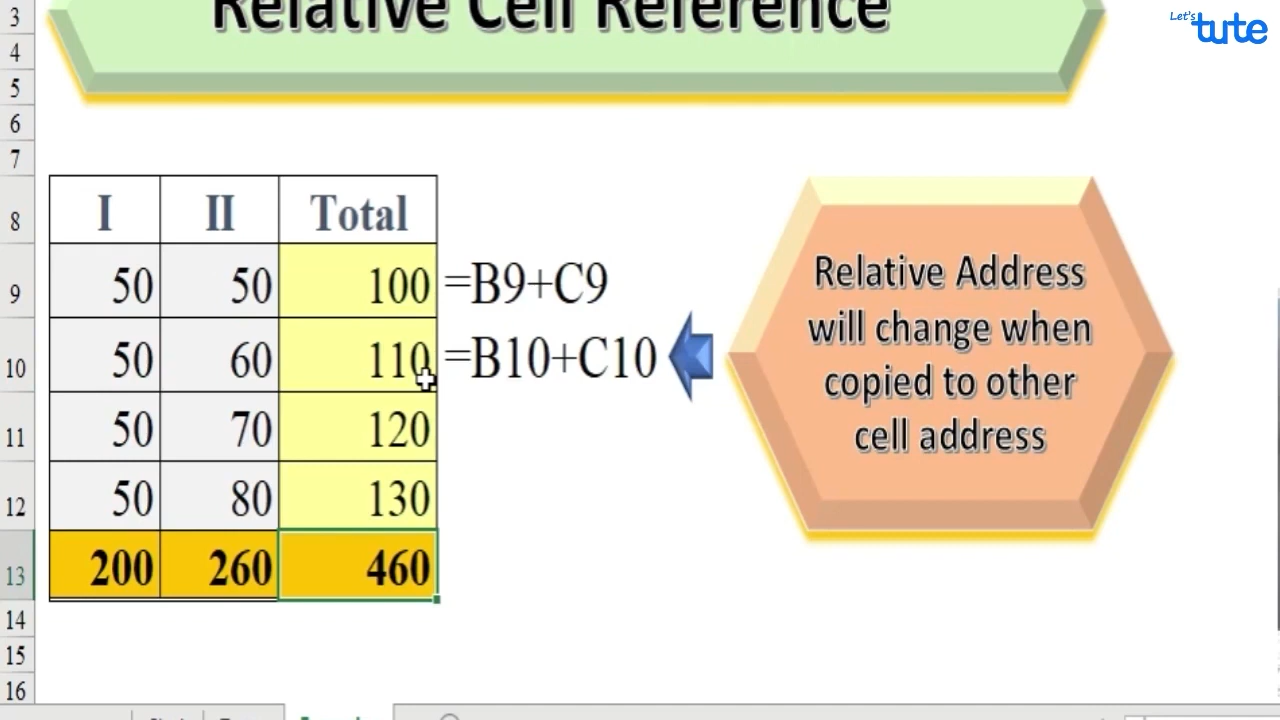 Relative Cell Reference
Let's
tute
3
4
5
6
7
8 I II Total
9 50 50 100 =B9+C9
10 50 60 110 =B10+C10
11 50 70 120
12 50 80 130
13 200 260 460
14
15
16
Relative Address
will change when
copied to other
cell address